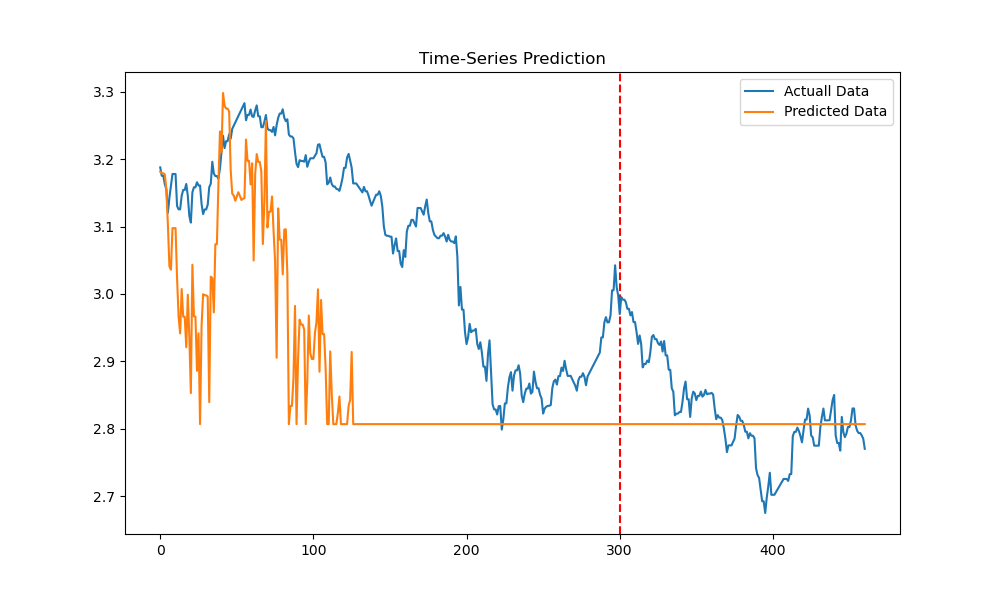 Time-Series Prediction
Actuall Data
Predicted Data
3.3
3.2
3.1
3.0
2.9
2.8
2.7
0 100 200 300 400